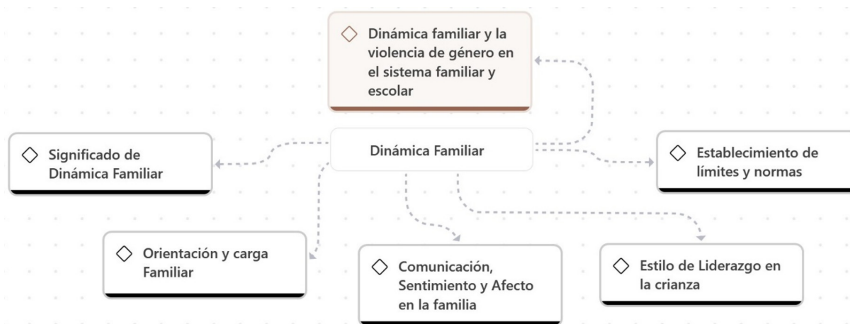 Dinámica familiar y la
violencia de género en
el sistema familiar y
escolar
Dinámica Familiar
Significado de
Dinámica Familiar
Establecimiento de
límites y normas
Orientación y carga
Familiar
Comunicación,
Sentimiento y Afecto
en la familia
Estilo de Liderazgo en
la crianza